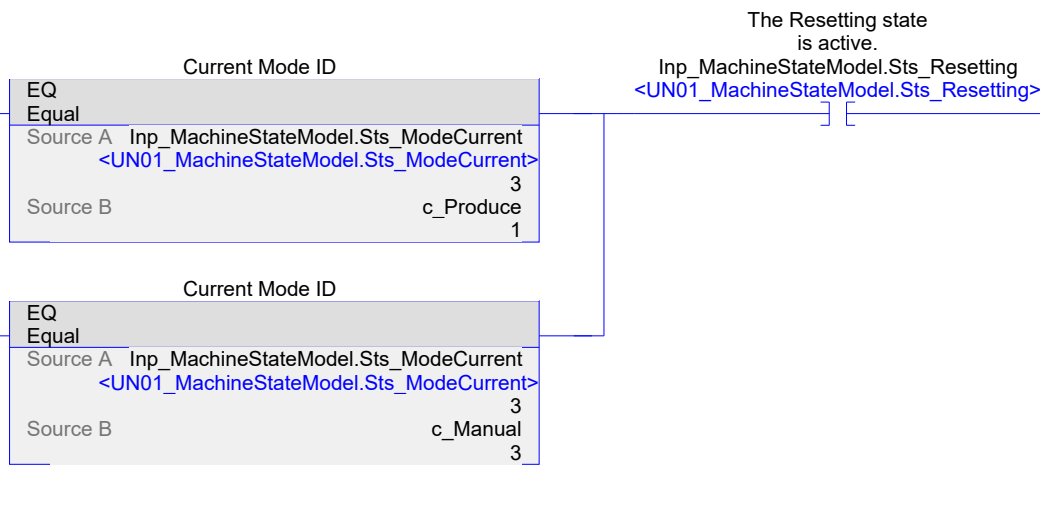 Current Mode ID
EQ
Equal
Source A Inp_MachineStateModel.Sts_ModeCurrent
<UN01_MachineStateModel.Sts_ModeCurrent>
3
Source B c_Produce
1
The Resetting state
is active.
Inp_MachineStateModel.Sts_Resetting
<UN01_MachineStateModel.Sts_Resetting>
Current Mode ID
EQ
Equal
Source A Inp_MachineStateModel.Sts_ModeCurrent
<UN01_MachineStateModel.Sts_ModeCurrent>
3
Source B c_Manual
3